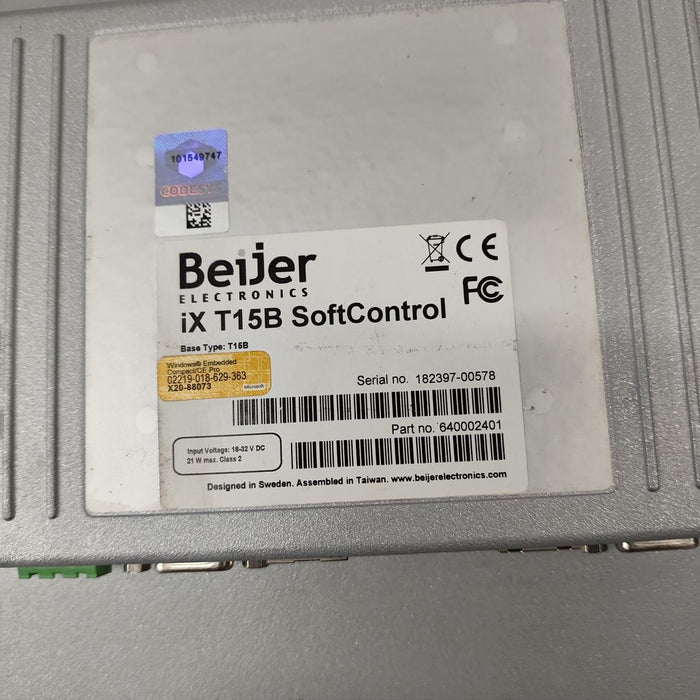 101549747
CODESYS
Beijer
ELECTRONICS
CE
FC
iX T15B SoftControl
Base Type: T15B
Windows® Embedded
Compact/CE Pro
02219-018-629-363
X20-88073
Microsoft
Serial no. 182397-00578
Part no. 640002401
Input Voltage: 18-32 V DC
21 W max. Class 2
Designed in Sweden. Assembled in Taiwan. www.beijerelectronics.com